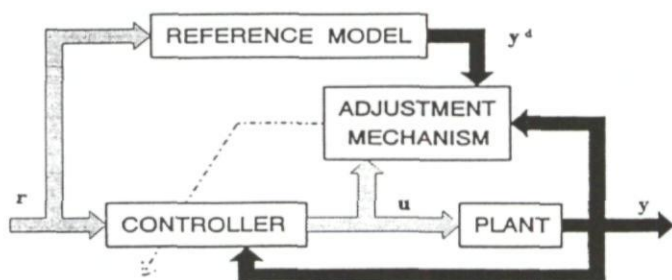 REFERENCE MODEL
y d
ADJUSTMENT
MECHANISM
r
CONTROLLER
u
PLANT
y